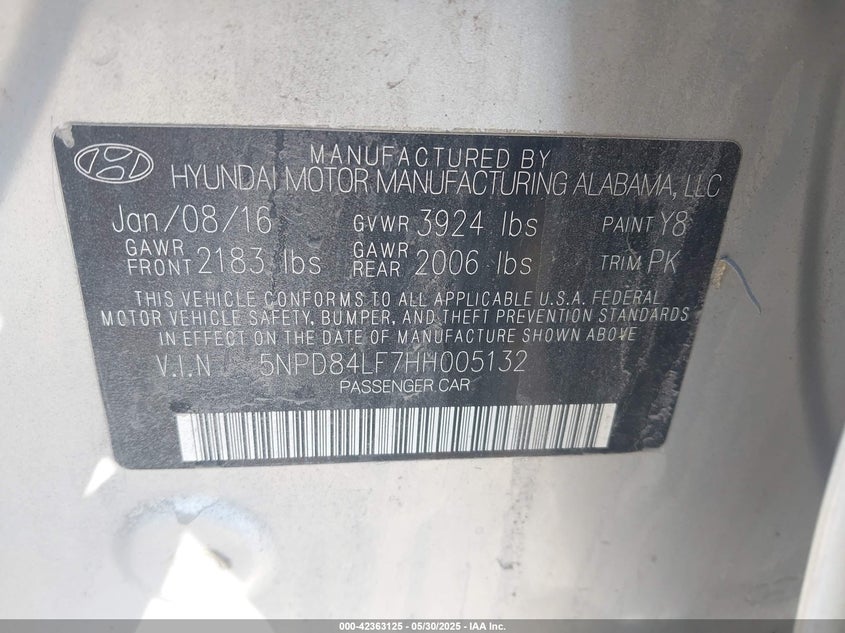 MANUFACTURED BY
HYUNDAI MOTOR MANUFACTURING ALABAMA, LLC
Jan/08/16 GVWR 3924 lbs PAINT Y8
GAWR FRONT 2183 lbs GAWR REAR 2006 lbs TRIM PK
THIS VEHICLE CONFORMS TO ALL APPLICABLE U.S.A. FEDERAL
MOTOR VEHICLE SAFETY, BUMPER, AND THEFT PREVENTION STANDARDS
IN EFFECT ON THE DATE OF MANUFACTURE SHOWN ABOVE
V.I.N 5NPD84LF7HH005132
PASSENGER CAR
000-42363125 - 05/30/2025 - IAA Inc.